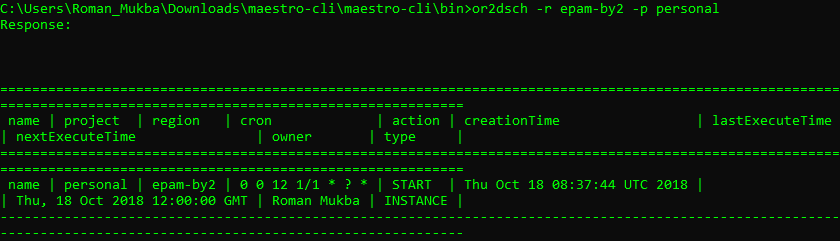 C:\Users\Roman_Mukba\Downloads\maestro-cli\maestro-cli\bin>or2dsch -r epam-by2 -p personal
Response:
========================================================================================================
==========================================================
name | project | region | cron | action | creationTime | lastExecuteTime
| nextExecuteTime | owner | type |
========================================================================================================
==========================================================
name | personal | epam-by2 | 0 0 12 1/1 * ? * | START | Thu Oct 18 08:37:44 UTC 2018 |
| Thu, 18 Oct 2018 12:00:00 GMT | Roman Mukba | INSTANCE |
--------------------------------------------------------------------------------------------------------
----------------------------------------------------------